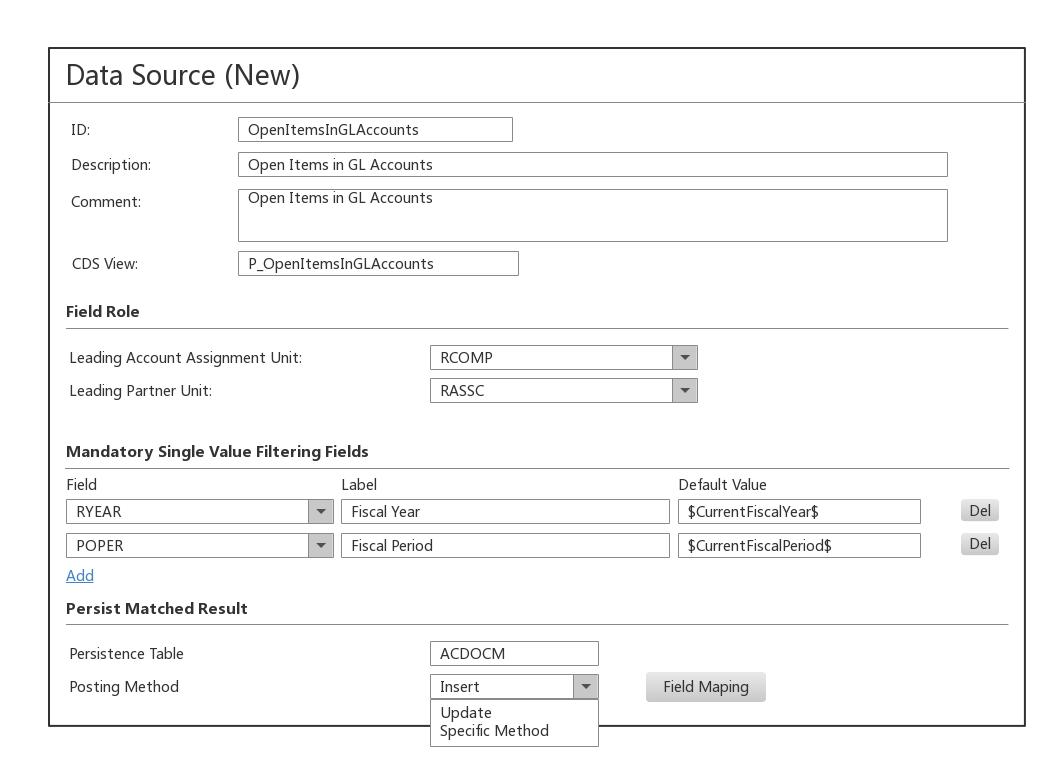 Data Source (New)
ID: OpenItemsInGLAccounts
Description: Open Items in GL Accounts
Comment: Open Items in GL Accounts
CDS View: P_OpenItemsInGLAccounts
Field Role
Leading Account Assignment Unit: RCOMP
Leading Partner Unit: RASSC
Mandatory Single Value Filtering Fields
Field Label Default Value
RYEAR Fiscal Year $CurrentFiscalYear$ Del
POPER Fiscal Period $CurrentFiscalPeriod$ Del
Add
Persist Matched Result
Persistence Table ACDOCM
Posting Method Insert Field Maping
Update
Specific Method